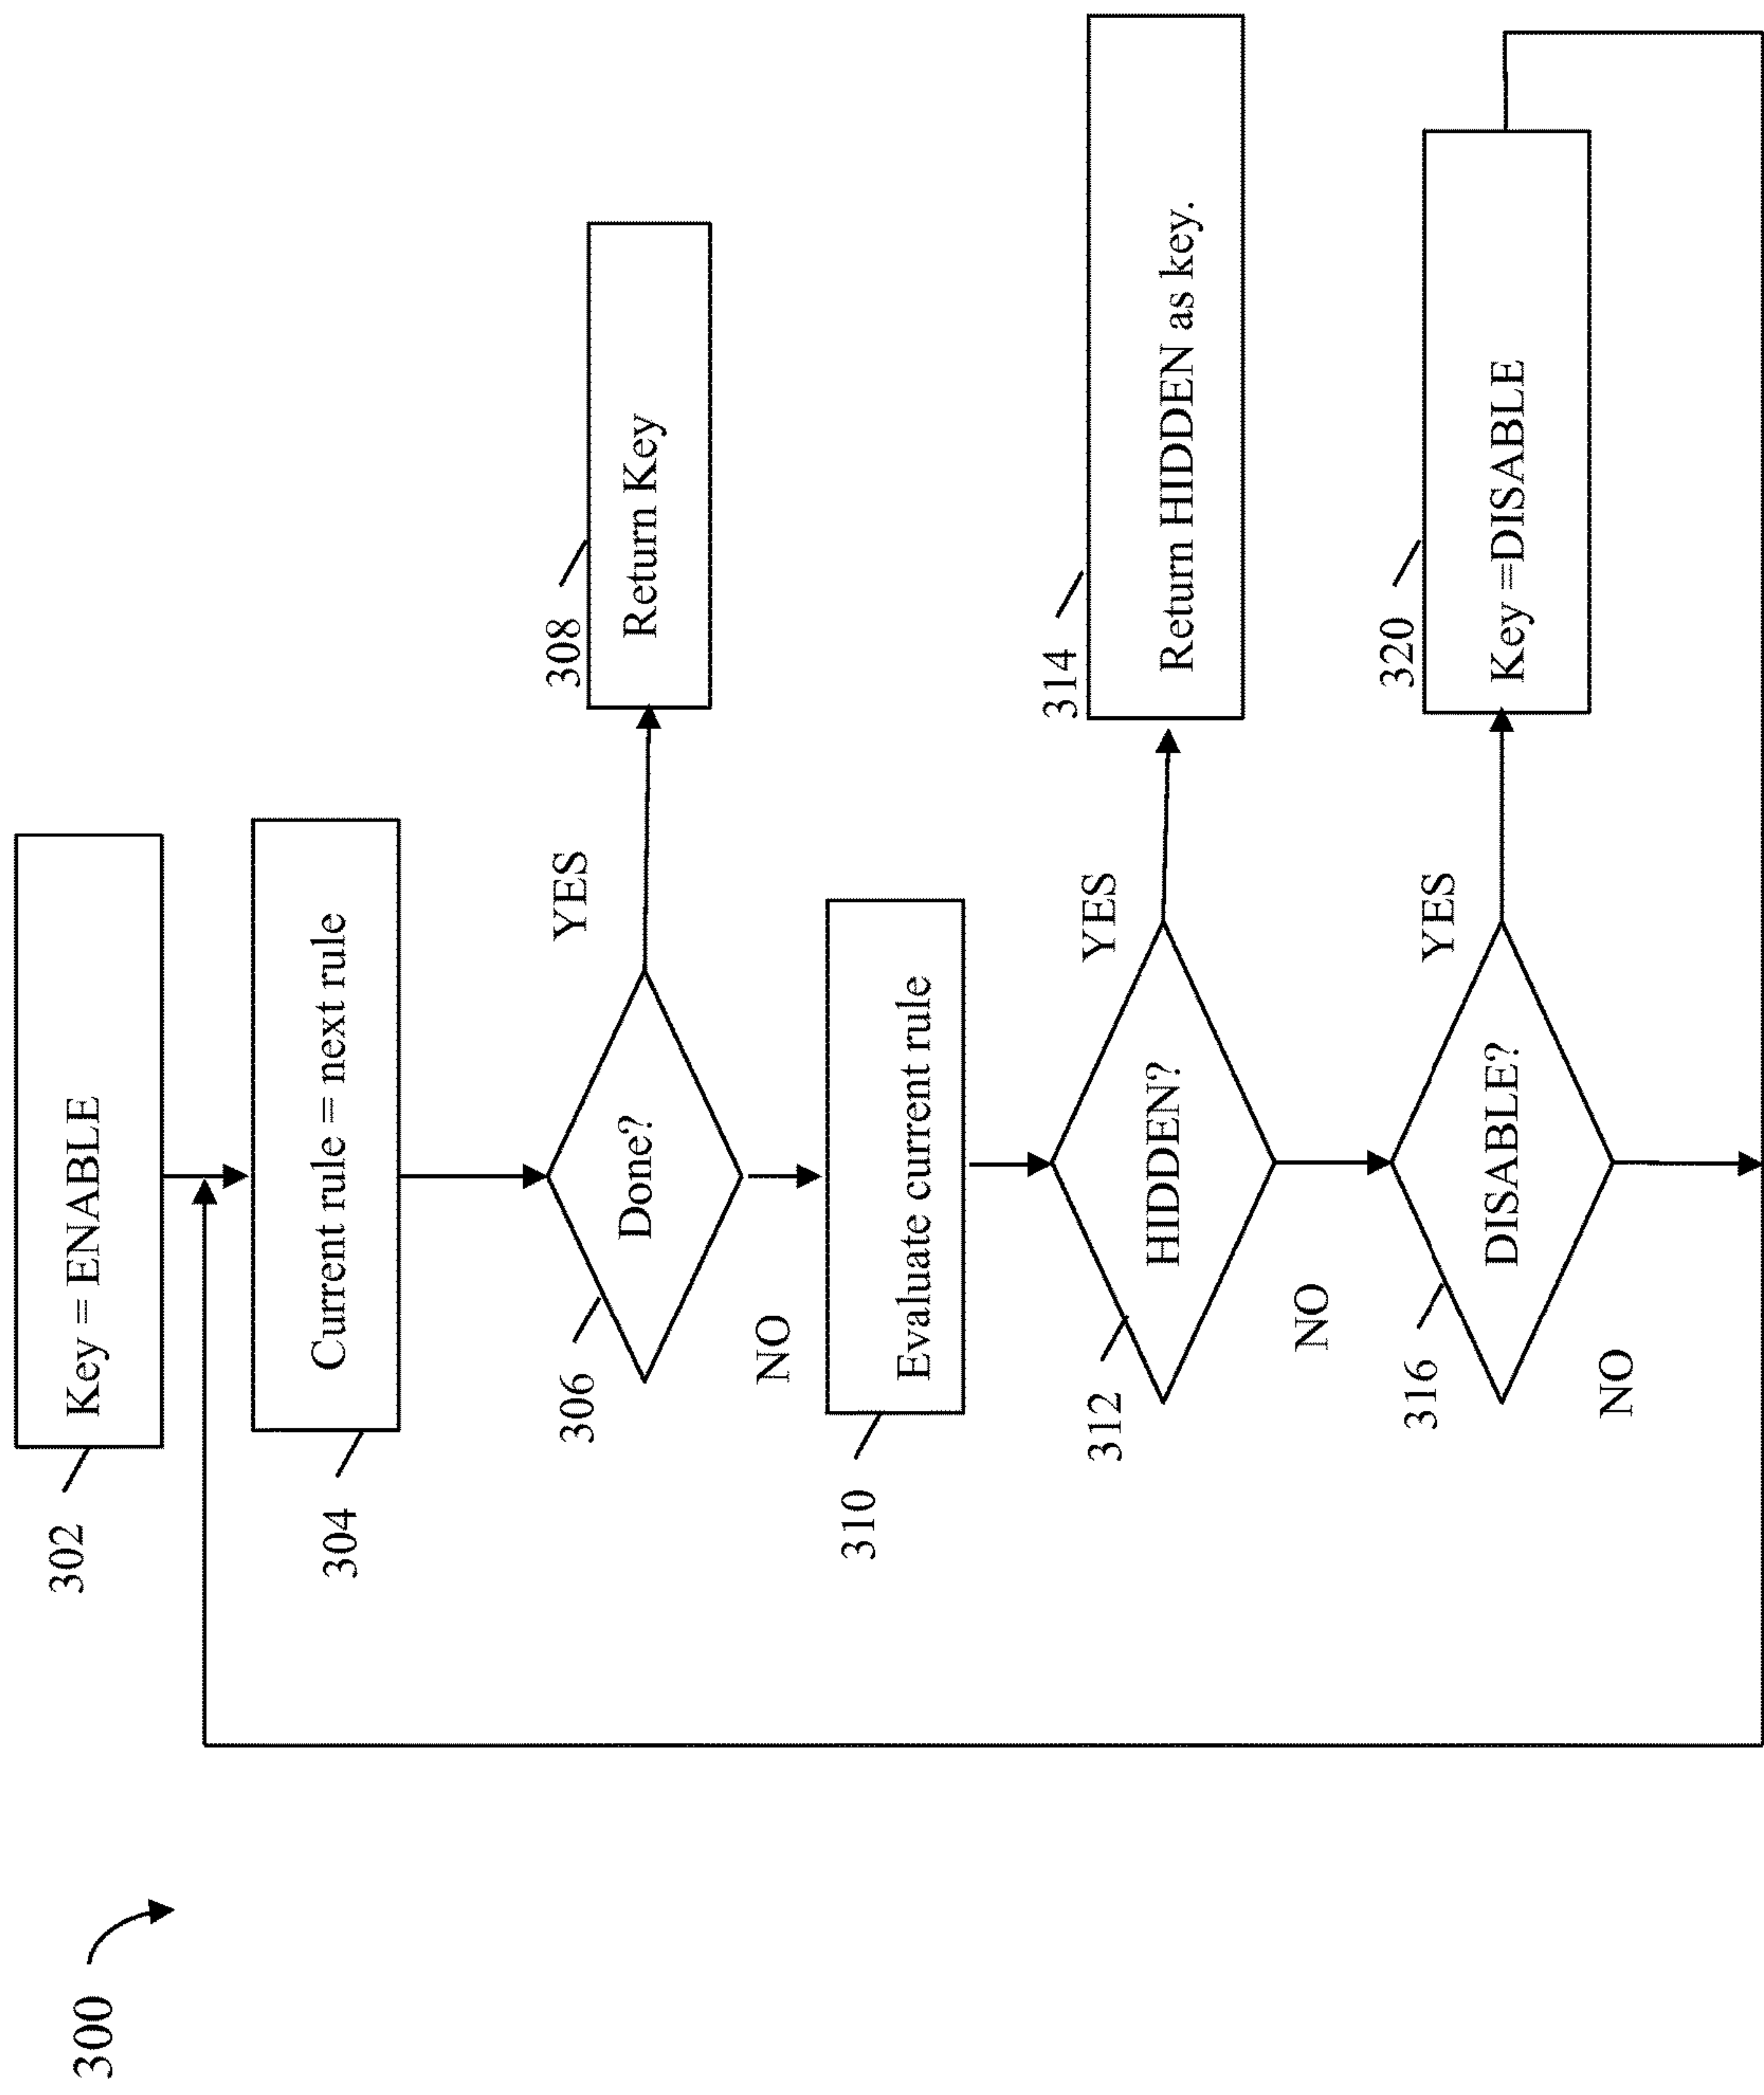 300
302
Key = ENABLE
304
Current rule = next rule
306
Done?
YES
308
Return Key
NO
310
Evaluate current rule
312
HIDDEN?
YES
314
Return HIDDEN as key.
NO
316
DISABLE?
YES
320
Key =DISABLE
NO